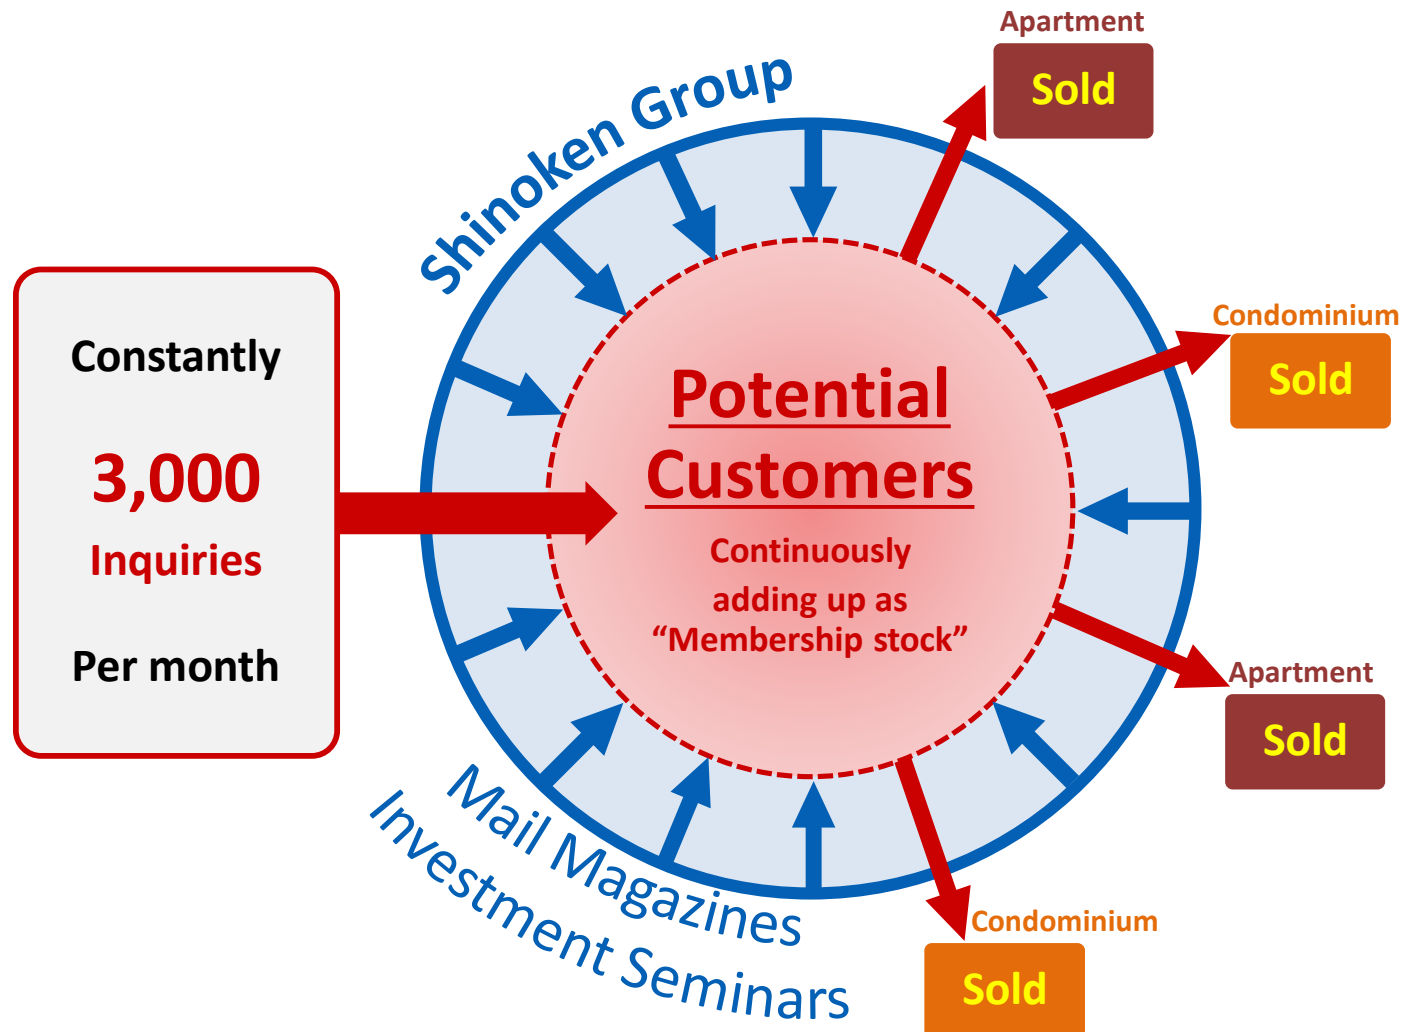 Apartment
Sold
Shinoken Group
Condominium
Sold
Constantly
3,000
Inquiries
Per month
Potential
Customers
Continuously
adding up as
“Membership stock”
Apartment
Sold
Mail Magazines
Investment Seminars
Condominium
Sold